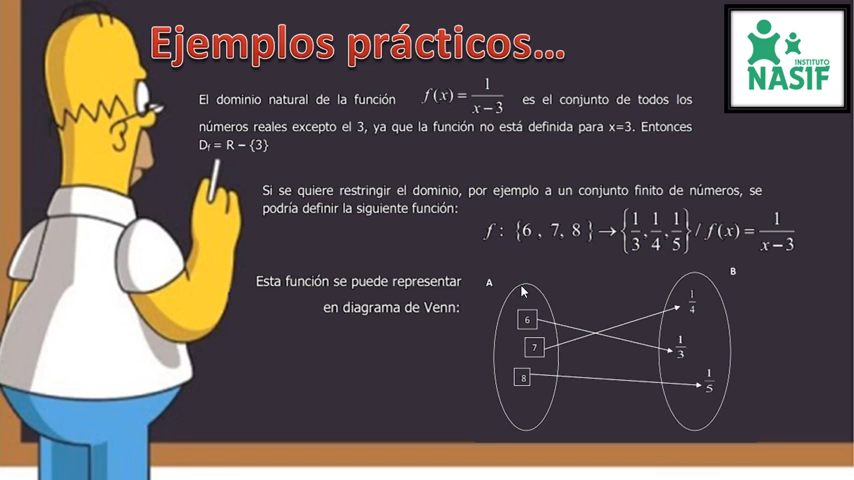 Ejemplos prácticos...
INSTITUTO
NASIF
El dominio natural de la función f(x) = 1/(x−3) es el conjunto de todos los
números reales excepto el 3, ya que la función no está definida para x=3. Entonces
Df = R – {3}
Si se quiere restringir el dominio, por ejemplo a un conjunto finito de números, se
podría definir la siguiente función:
f : {6 , 7, 8 } → {1/3, 1/4, 1/5} / f(x) = 1/(x−3)
Esta función se puede representar
en diagrama de Venn:
A
B
6
7
8
1/4
1/3
1/5